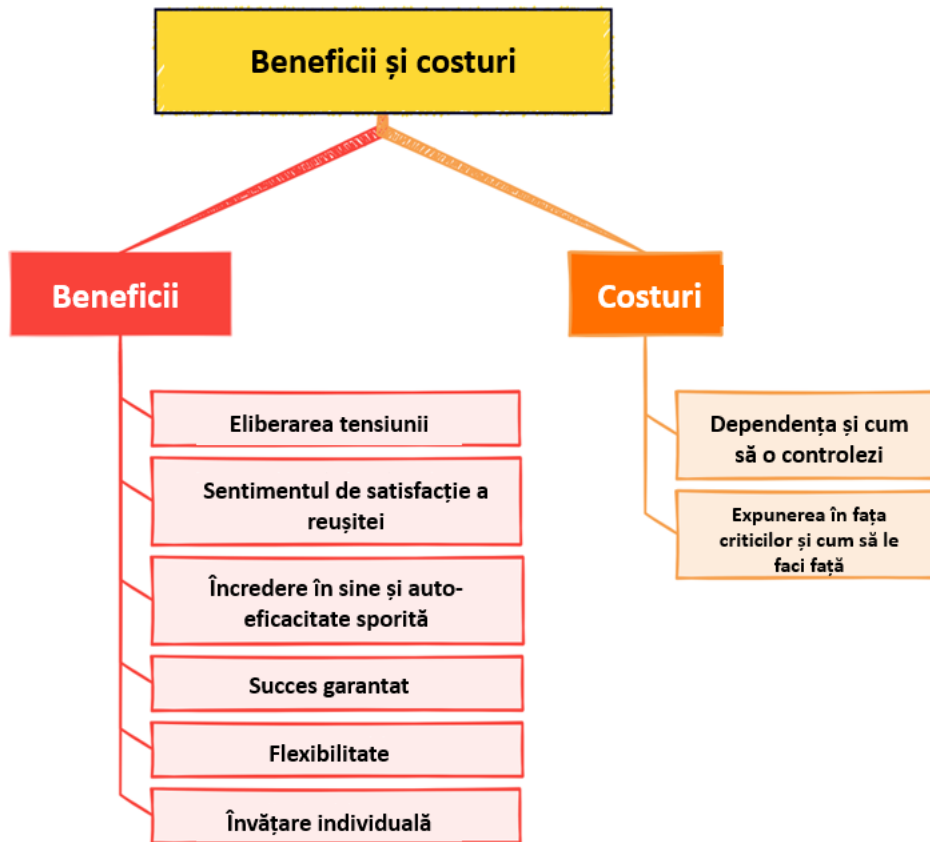 Beneficii și costuri
Beneficii
Costuri
Eliberarea tensiunii
Sentimentul de satisfacție a
reușitei
Încredere în sine și auto-
eficacitate sporită
Succes garantat
Flexibilitate
Învățare individuală
Dependența și cum
să o controlezi
Expunerea în fața
criticilor și cum să le
faci față